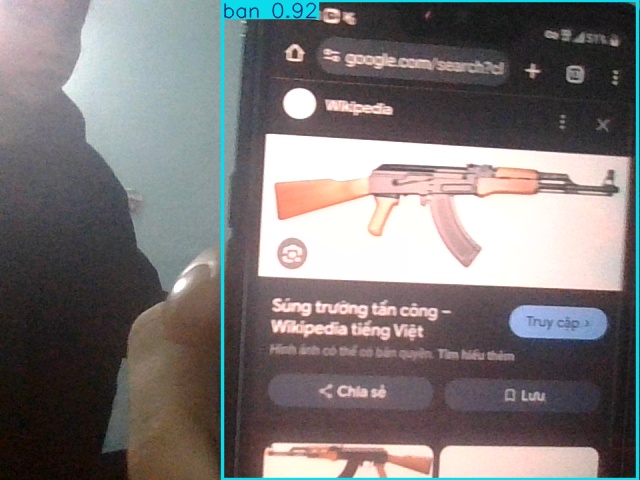 ban 0.92
51%
google.com/search?cl
Wikipedia
Súng trường tấn công –
Wikipedia tiếng Việt
Truy cập ›
Hình ảnh có thể có bản quyền. Tìm hiểu thêm
Chia sẻ
Lưu